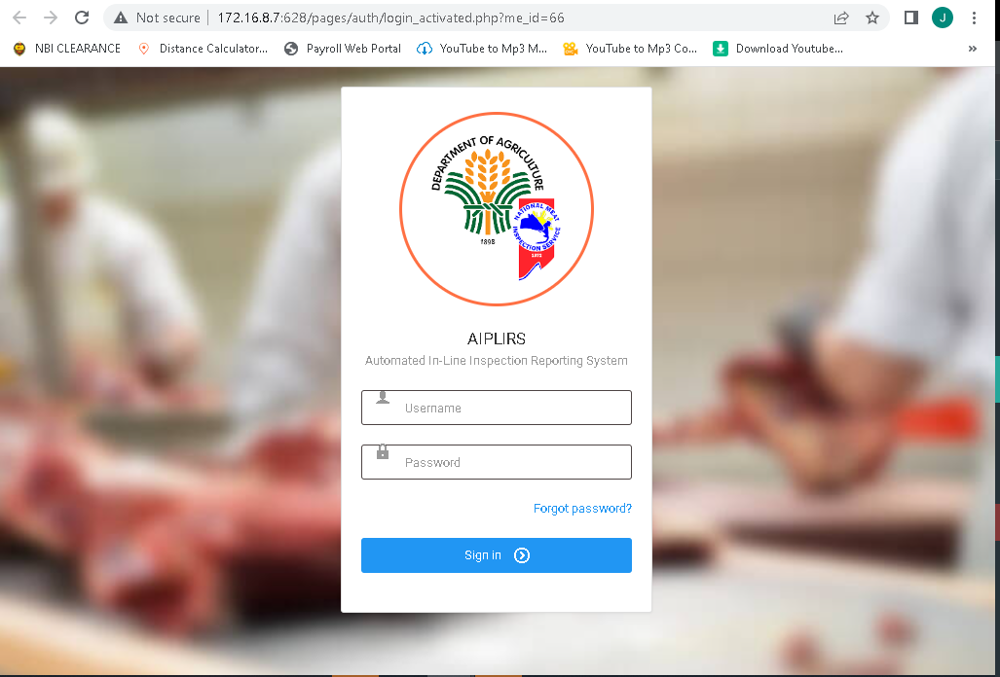 Not secure | 172.16.8.7:628/pages/auth/login_activated.php?me_id=66
J
NBI CLEARANCE
Distance Calculator...
Payroll Web Portal
YouTube to Mp3 M...
YouTube to Mp3 Co...
Download Youtube...
»
DEPARTMENT OF AGRICULTURE
1898
NATIONAL MEAT
INSPECTION SERVICE
AIPLIRS
Automated In-Line Inspection Reporting System
Username
Password
Forgot password?
Sign in